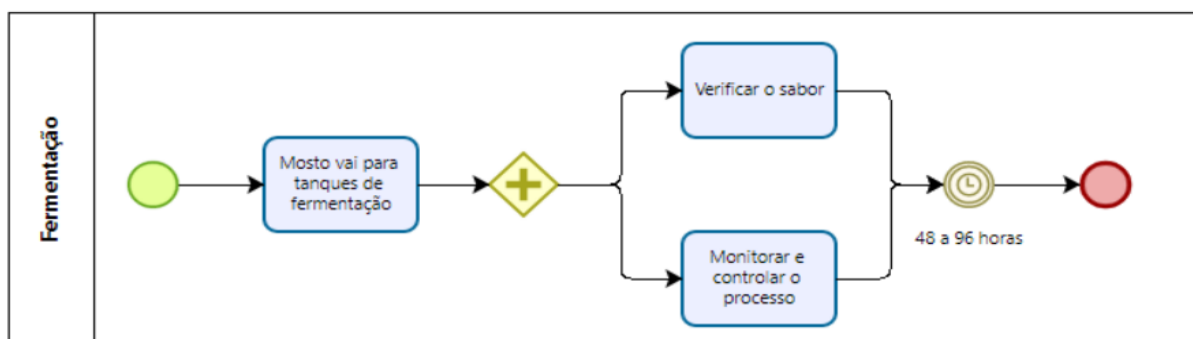 Fermentação
Mosto vai para
tanques de
fermentação
Verificar o sabor
Monitorar e
controlar o
processo
48 a 96 horas